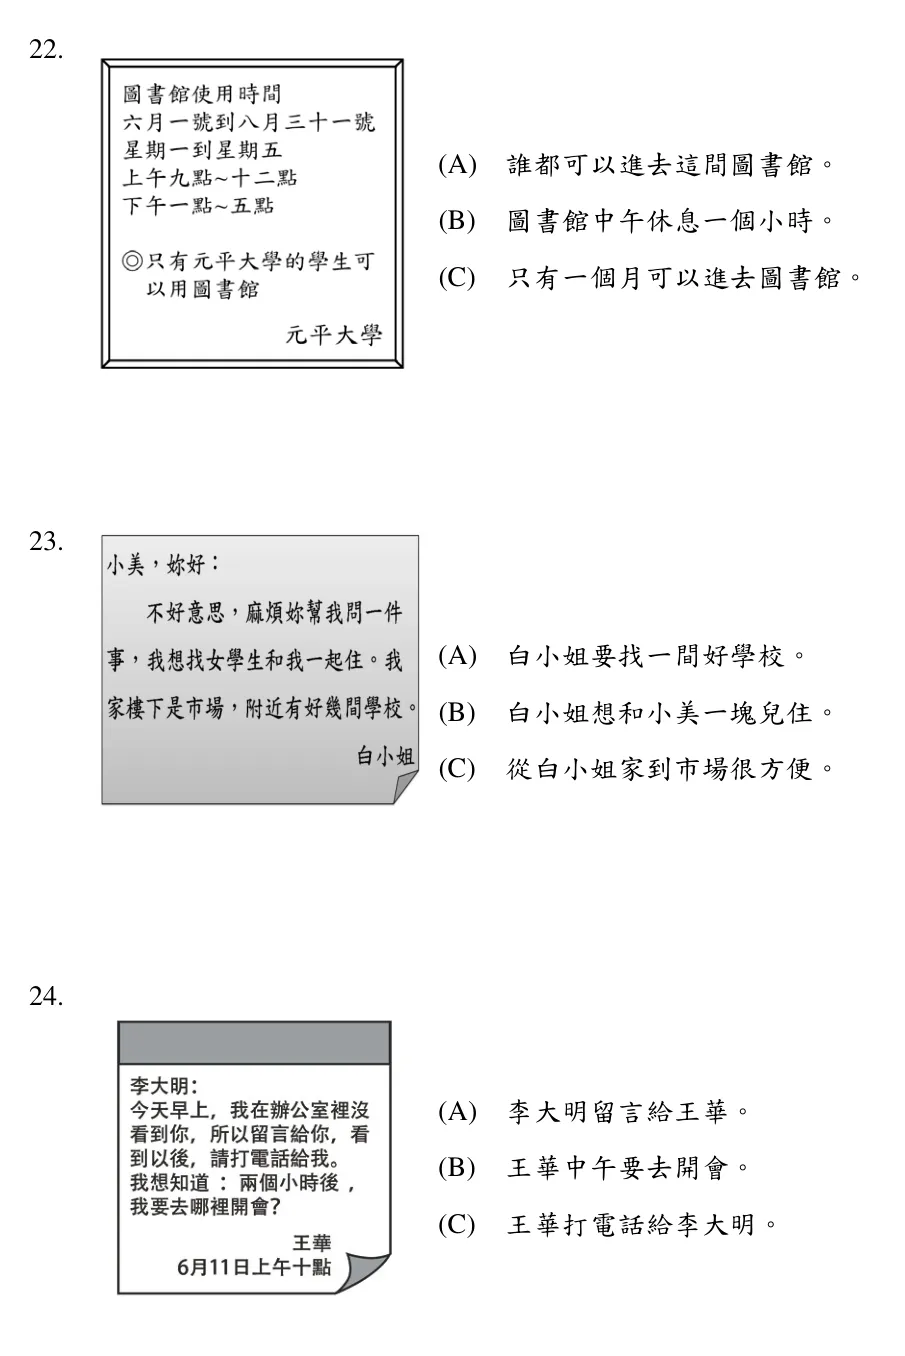 22.
圖書館使用時間
六月一號到八月三十一號
星期一到星期五
上午九點~十二點
下午一點~五點
◎只有元平大學的學生可
以用圖書館
元平大學
(A) 誰都可以進去這間圖書館。
(B) 圖書館中午休息一個小時。
(C) 只有一個月可以進去圖書館。
23.
小美，妳好：
不好意思，麻煩妳幫我問一件
事，我想找女學生和我一起住。我
家樓下是市場，附近有好幾間學校。
白小姐
(A) 白小姐要找一間好學校。
(B) 白小姐想和小美一塊兒住。
(C) 從白小姐家到市場很方便。
24.
李大明：
今天早上，我在辦公室裡沒
看到你，所以留言給你，看
到以後，請打電話給我。
我想知道：兩個小時後，
我要去哪裡開會?
王華
6月11日上午十點
(A) 李大明留言給王華。
(B) 王華中午要去開會。
(C) 王華打電話給李大明。